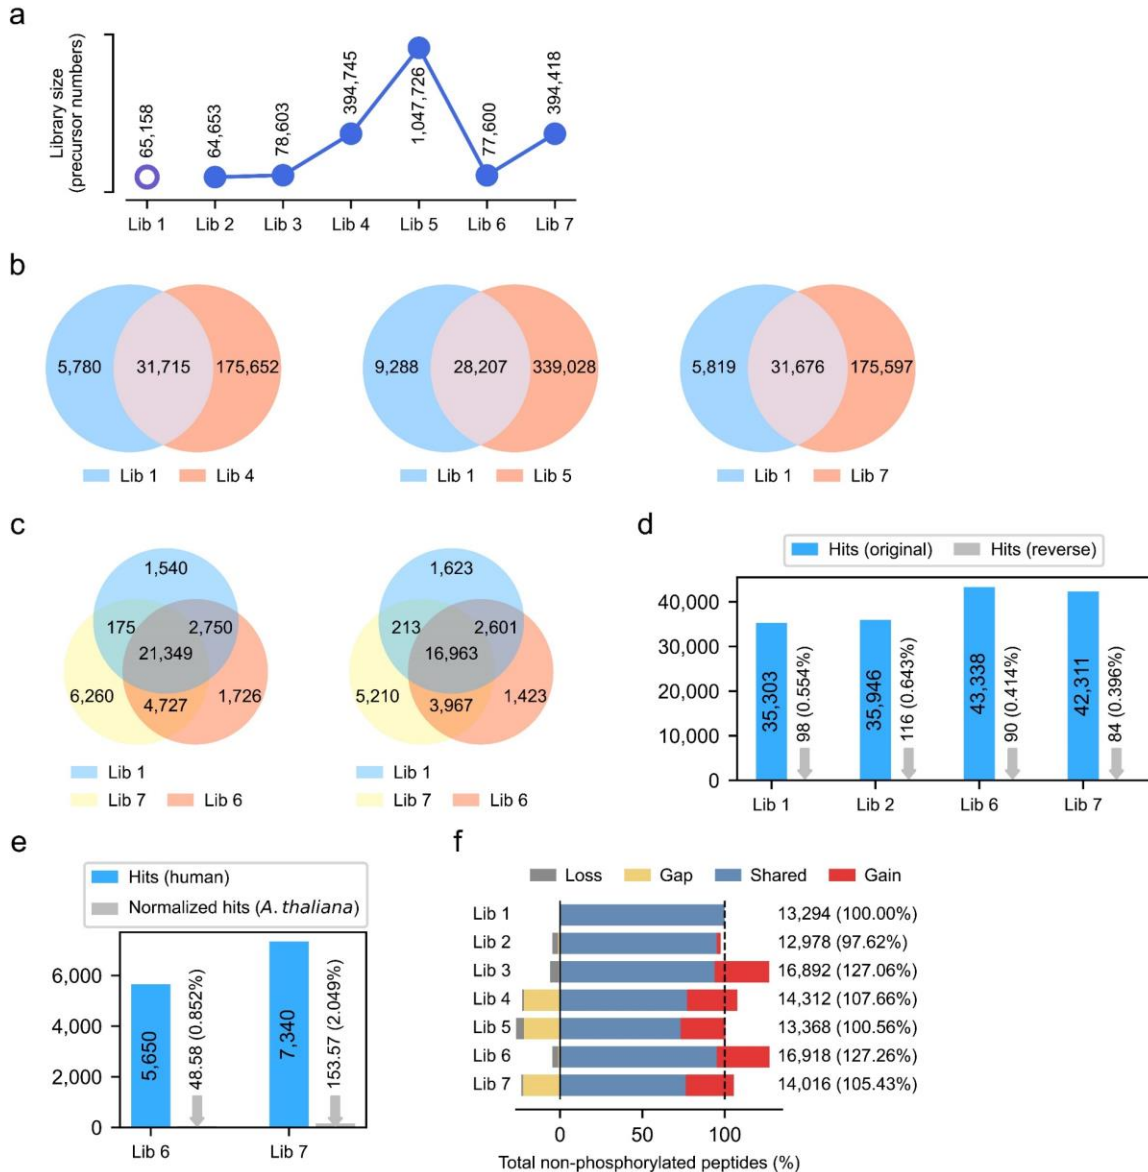 a
Library size
(precursor numbers)
65,158
64,653
78,603
394,745
1,047,726
77,600
394,418
Lib 1 Lib 2 Lib 3 Lib 4 Lib 5 Lib 6 Lib 7
b
5,780 31,715 175,652
Lib 1 Lib 4
9,288 28,207 339,028
Lib 1 Lib 5
5,819 31,676 175,597
Lib 1 Lib 7
c
1,540
175 2,750
21,349
6,260 4,727 1,726
Lib 1
Lib 7 Lib 6
1,623
213 2,601
16,963
5,210 3,967 1,423
Lib 1
Lib 7 Lib 6
d
Hits (original) Hits (reverse)
40,000
30,000
20,000
10,000
0
35,303
98 (0.554%)
35,946
116 (0.643%)
43,338
90 (0.414%)
42,311
84 (0.396%)
Lib 1 Lib 2 Lib 6 Lib 7
e
Hits (human)
Normalized hits (A. thaliana)
6,000
4,000
2,000
0
5,650
48.58 (0.852%)
7,340
153.57 (2.049%)
Lib 6 Lib 7
f
Loss Gap Shared Gain
Lib 1 13,294 (100.00%)
Lib 2 12,978 (97.62%)
Lib 3 16,892 (127.06%)
Lib 4 14,312 (107.66%)
Lib 5 13,368 (100.56%)
Lib 6 16,918 (127.26%)
Lib 7 14,016 (105.43%)
0 50 100
Total non-phosphorylated peptides (%)